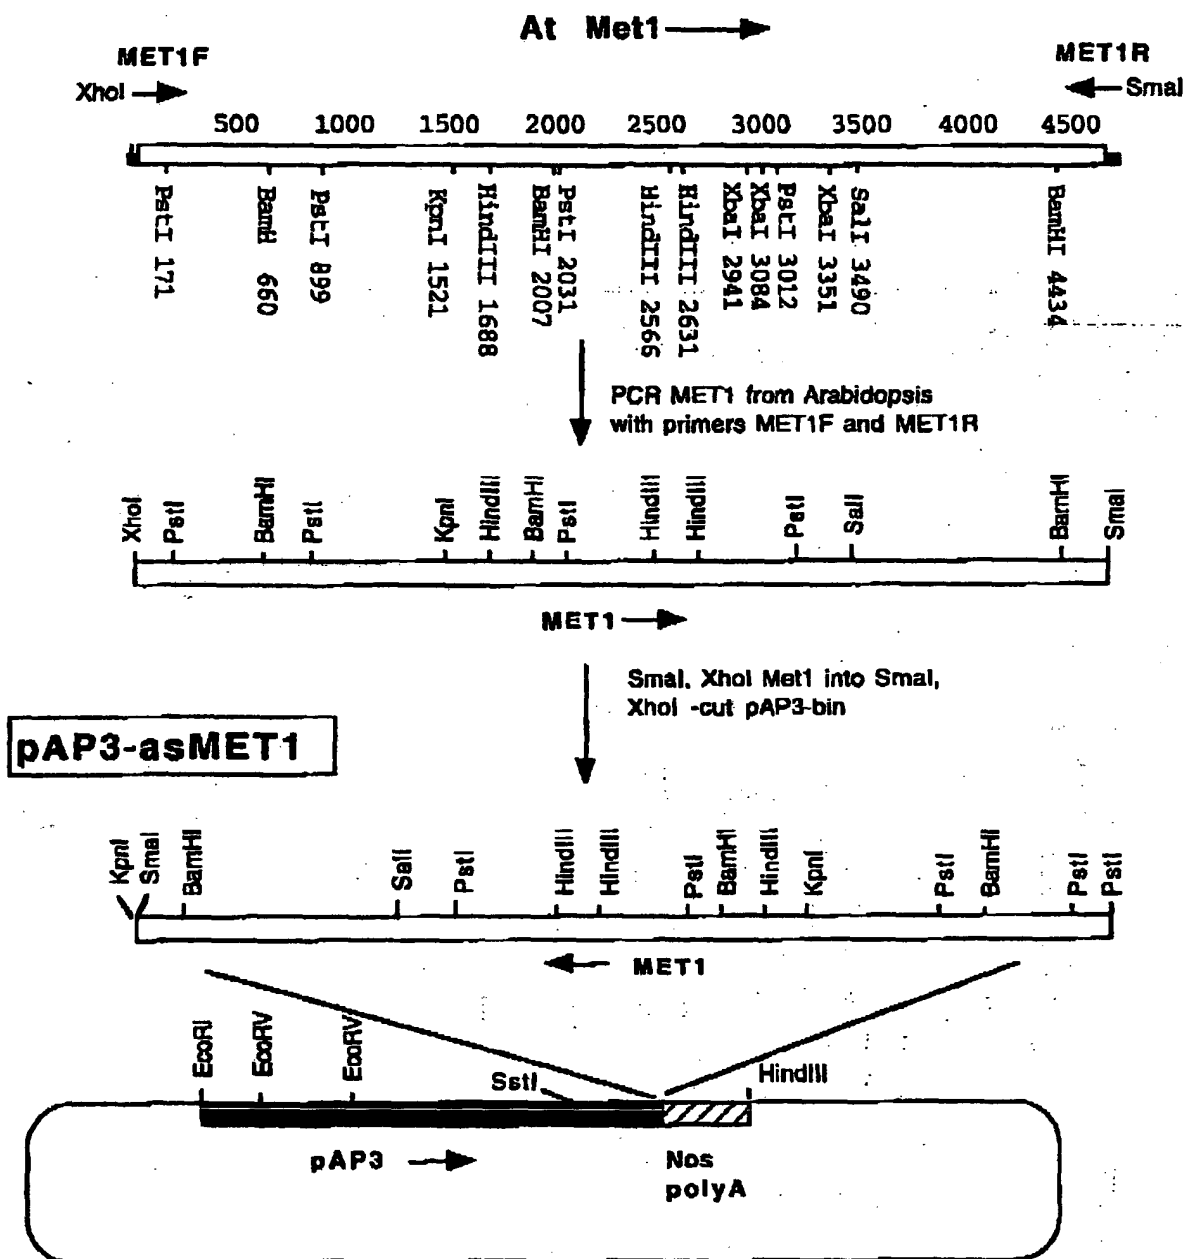 At Met1
MET1F
MET1R
XhoI
SmaI
500 1000 1500 2000 2500 3000 3500 4000 4500
PstI 171
BamH 660
PstI 899
KpnI 1521
HindIII 1688
BamHI 2007
PstI 2031
HindIII 2566
HindIII 2631
XbaI 2941
XbaI 3084
PstI 3012
XbaI 3351
SalI 3490
BamHI 4434
PCR MET1 from Arabidopsis
with primers MET1F and MET1R
XhoI
PstI
BamHI
PstI
KpnI
HindIII
BamHI
PstI
HindIII
HindIII
PstI
SalI
BamHI
SmaI
MET1
SmaI, XhoI Met1 into SmaI,
XhoI -cut pAP3-bin
pAP3-asMET1
KpnI
SmaI
BamHI
SalI
PstI
HindIII
HindIII
PstI
BamHI
HindIII
KpnI
PstI
BamHI
PstI
PstI
MET1
EcoRI
EcoRV
EcoRV
SstI
HindIII
pAP3
Nos
polyA